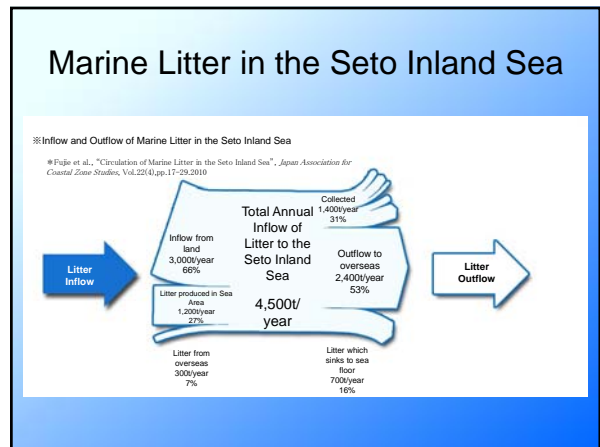 Marine Litter in the Seto Inland Sea
※Inflow and Outflow of Marine Litter in the Seto Inland Sea
＊Fujie et al., "Circulation of Marine Litter in the Seto Inland Sea", Japan Association for
Coastal Zone Studies, Vol.22(4),pp.17-29.2010
Litter
Inflow
Inflow from
land
3,000t/year
66%
Litter produced in Sea
Area
1,200t/year
27%
Litter from
overseas
300t/year
7%
Total Annual
Inflow of
Litter to the
Seto Inland
Sea
4,500t/
year
Collected
1,400t/year
31%
Outflow to
overseas
2,400t/year
53%
Litter which
sinks to sea
floor
700t/year
16%
Litter
Outflow